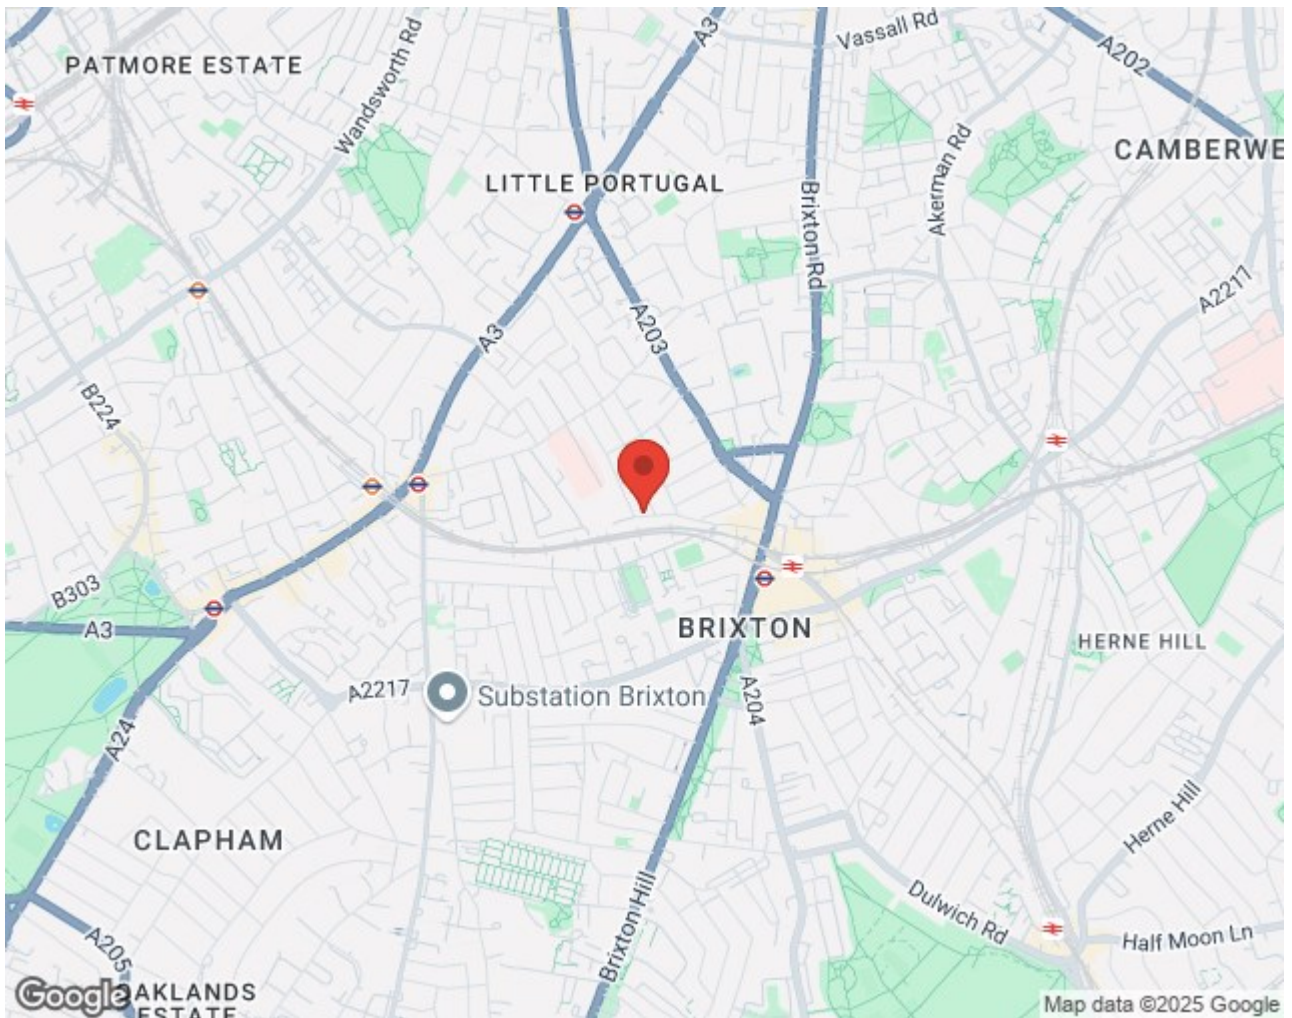 PATMORE ESTATE
Wandsworth Rd
A3
Vassall Rd
A202
CAMBERWE
LITTLE PORTUGAL
Brixton Rd
Akerman Rd
A3
A203
A2217
B224
B303
A3
A2217
Substation Brixton
BRIXTON
A204
HERNE HILL
A24
CLAPHAM
Brixton Hill
Dulwich Rd
Herne Hill
Half Moon Ln
A205
OAKLANDS
ESTATE
Google
Map data ©2025 Google